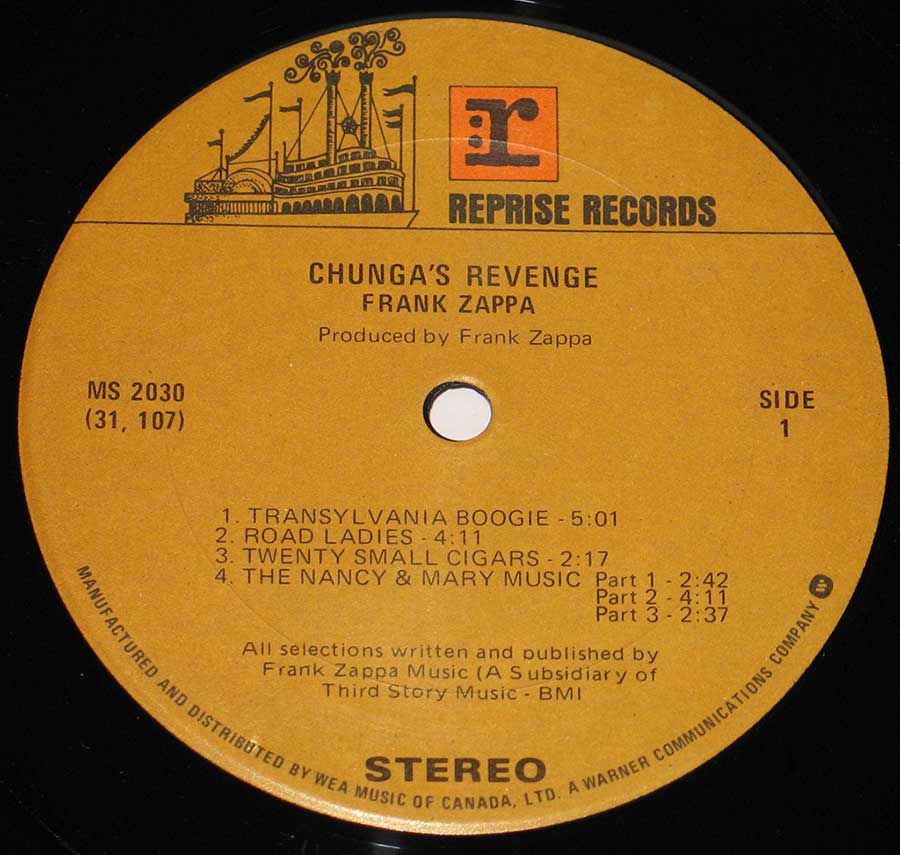 r
REPRISE RECORDS
CHUNGA'S REVENGE
FRANK ZAPPA
Produced by Frank Zappa
MS 2030
(31, 107)
SIDE
1
1. TRANSYLVANIA BOOGIE - 5:01
2. ROAD LADIES - 4:11
3. TWENTY SMALL CIGARS - 2:17
4. THE NANCY & MARY MUSIC Part 1 - 2:42
Part 2 - 4:11
Part 3 - 2:37
All selections written and published by
Frank Zappa Music (A Subsidiary of
Third Story Music - BMI
STEREO
MANUFACTURED AND DISTRIBUTED BY WEA MUSIC OF CANADA, LTD. A WARNER COMMUNICATIONS COMPANY